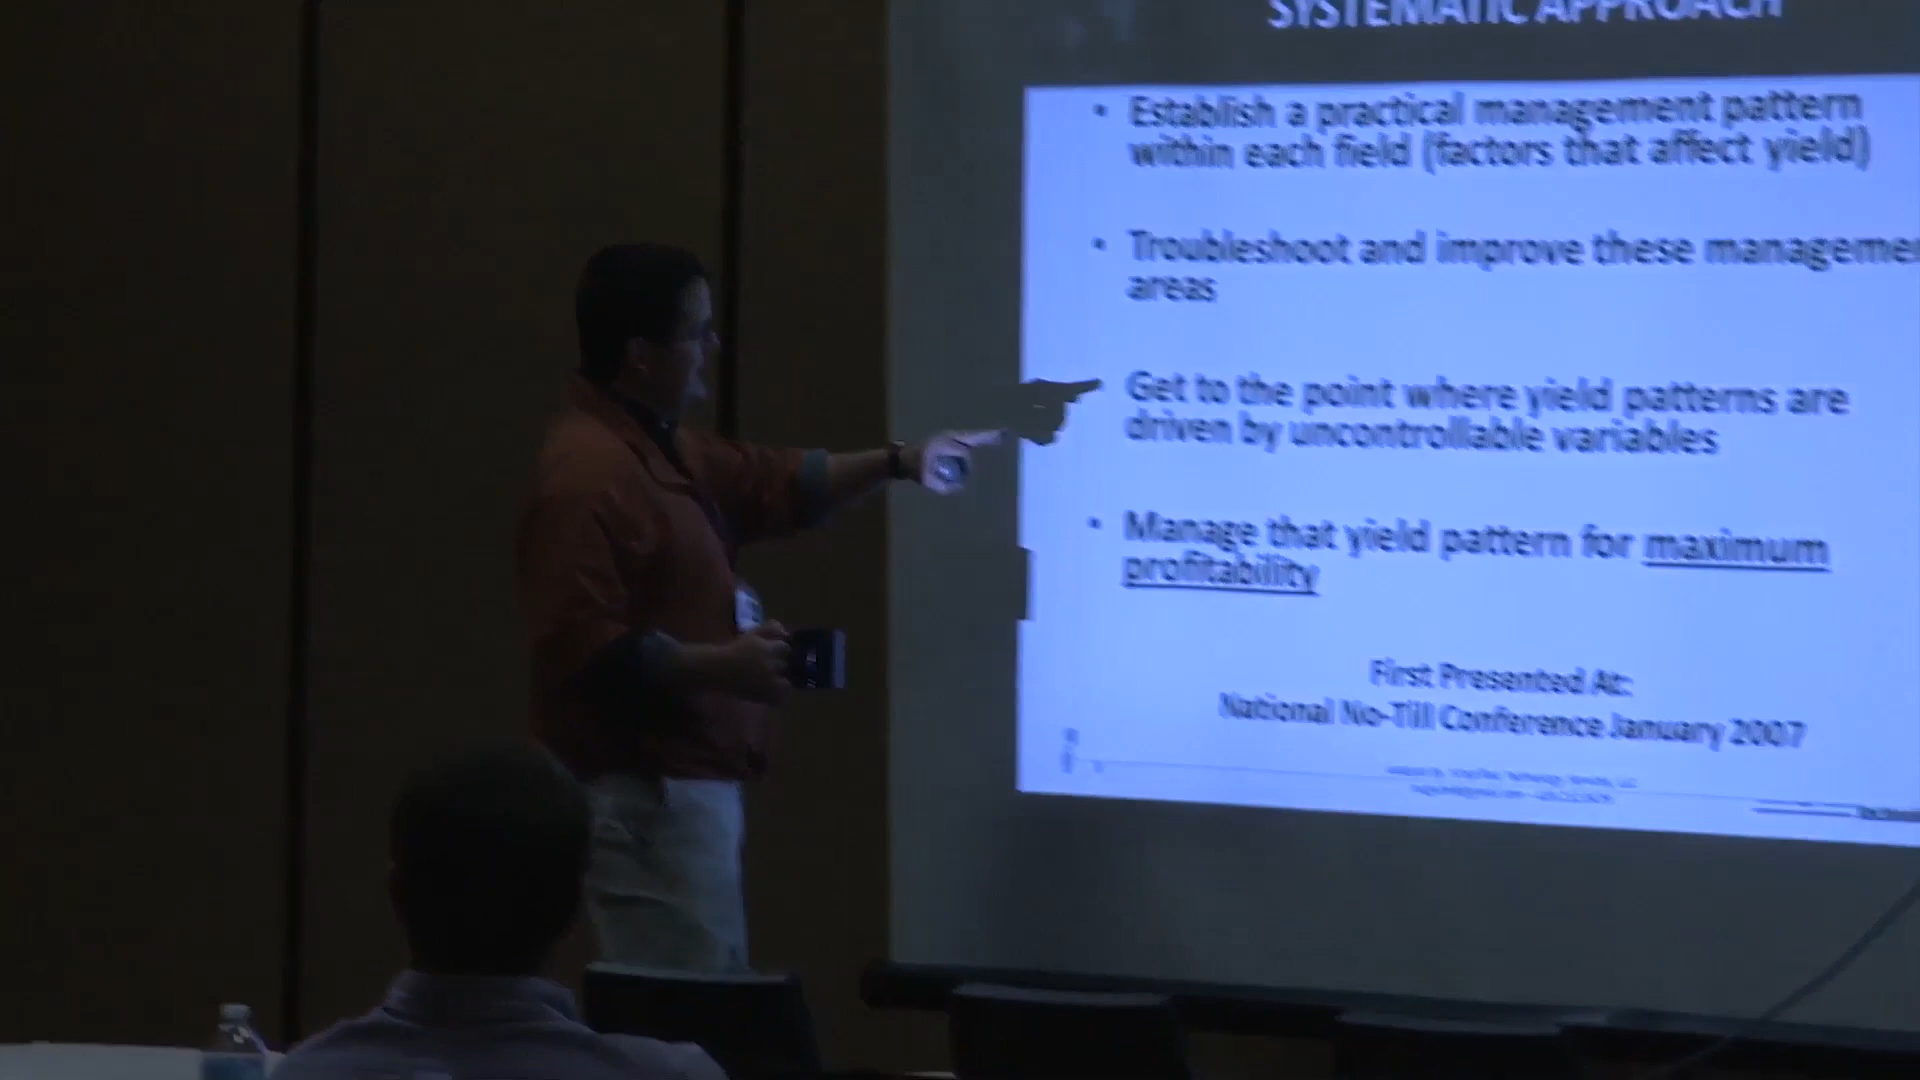 SYSTEMATIC APPROACH
• Establish a practical management pattern
within each field (factors that affect yield)
• Troubleshoot and improve these manageme
areas
Get to the point where yield patterns are
driven by uncontrollable variables
• Manage that yield pattern for maximum
profitability
First Presented At:
National No-Till Conference January 2007